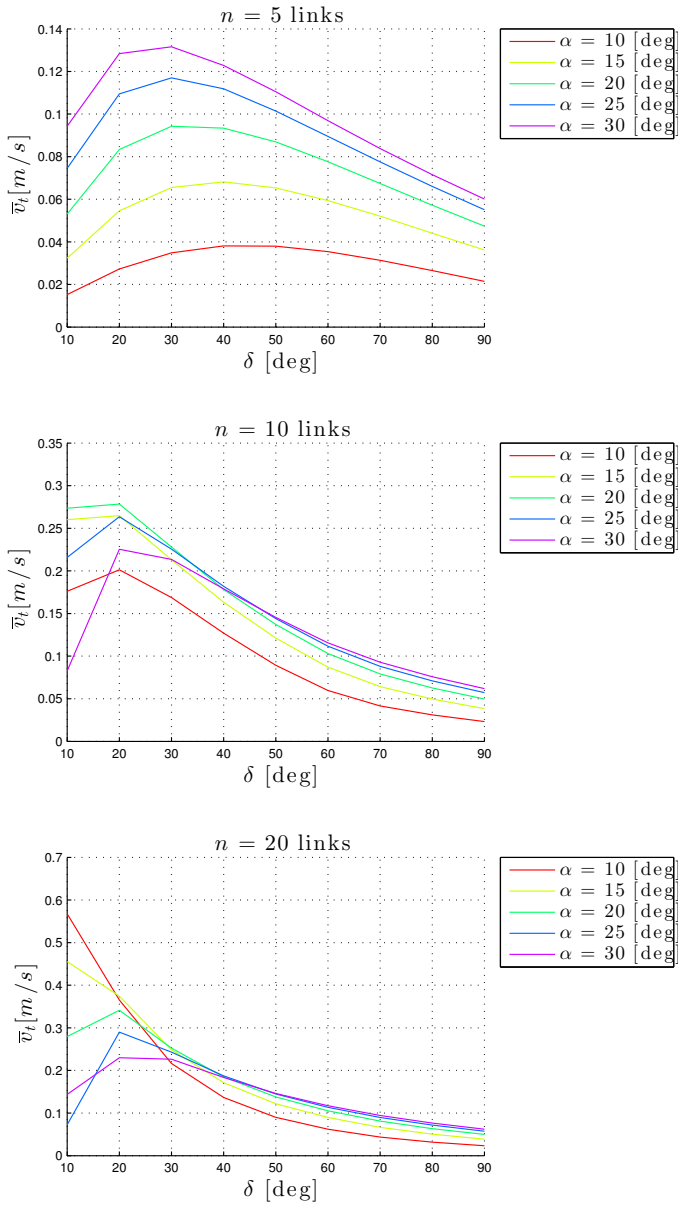 n = 5 links
0.14
0.12
0.1
0.08
0.06
0.04
0.02
0
v̅_t[m/s]
10 20 30 40 50 60 70 80 90
δ [deg]
α = 10 [deg]
α = 15 [deg]
α = 20 [deg]
α = 25 [deg]
α = 30 [deg]
n = 10 links
0.35
0.3
0.25
0.2
0.15
0.1
0.05
0
v̅_t[m/s]
10 20 30 40 50 60 70 80 90
δ [deg]
α = 10 [deg]
α = 15 [deg]
α = 20 [deg]
α = 25 [deg]
α = 30 [deg]
n = 20 links
0.7
0.6
0.5
0.4
0.3
0.2
0.1
0
v̅_t[m/s]
10 20 30 40 50 60 70 80 90
δ [deg]
α = 10 [deg]
α = 15 [deg]
α = 20 [deg]
α = 25 [deg]
α = 30 [deg]